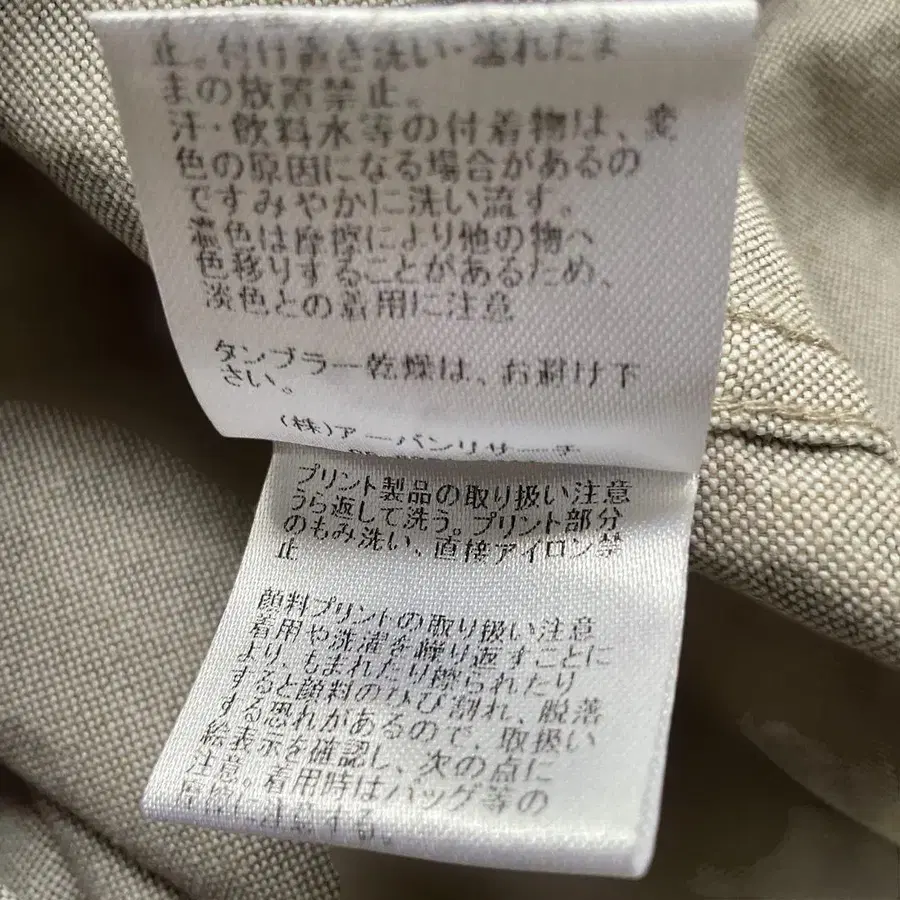 止。付け置き洗い・濡れたま
まの放置禁止。
汗・飲料水等の付着物は、変
色の原因になる場合があるの
ですみやかに洗い流す。
濃色は摩擦により他の物へ
色移りすることがあるため、
淡色との着用に注意
タンブラー乾燥は、お避け下
さい。
(株)アーバンリサーチ
プリント製品の取り扱い注意
うら返して洗う。プリント部分
のもみ洗い、直接アイロン禁
止
顔料プリントの取り扱い注意
着用や洗濯を繰り返すことに
より、もまれたり擦られたり
すると顔料のひび割れ、脱落
する恐れがあるので、取扱い
絵表示を確認し、次の点に
注意。着用時はバッグ等の
摩擦に注意する。